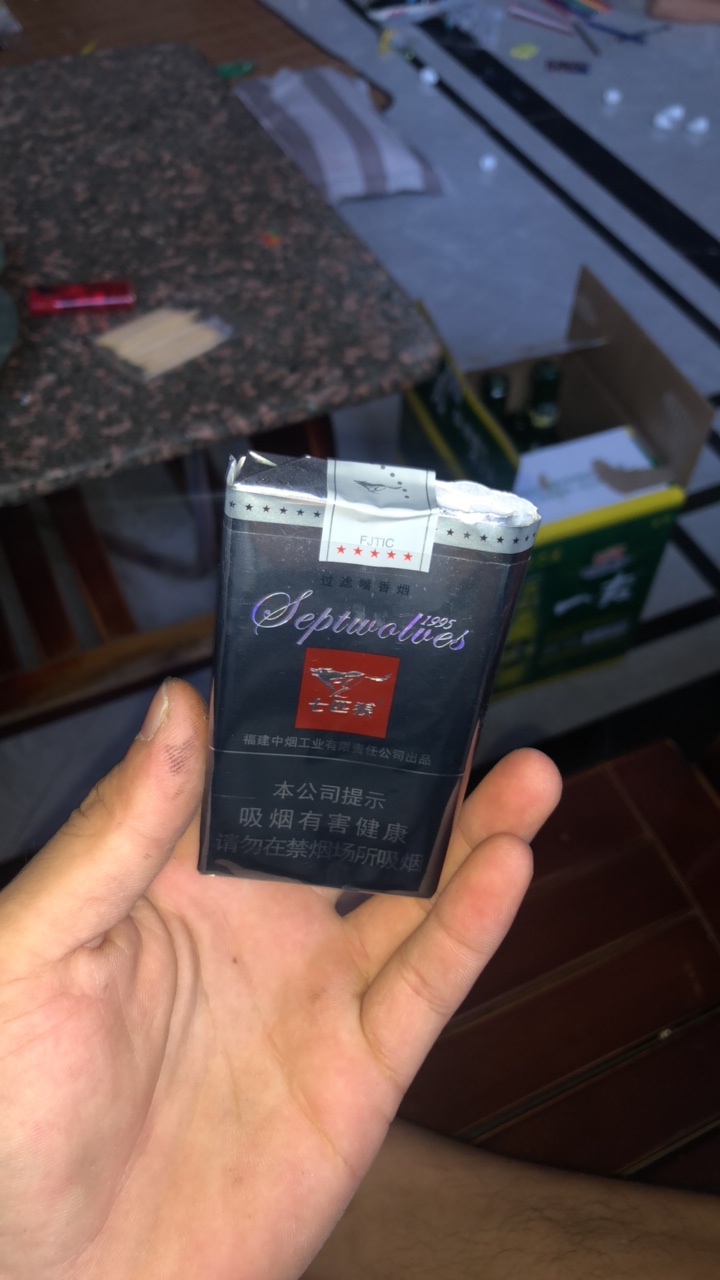 FJTIC
过滤嘴香烟
Septwolves
1995
七匹狼
福建中烟工业有限责任公司出品
本公司提示
吸烟有害健康
请勿在禁烟场所吸烟